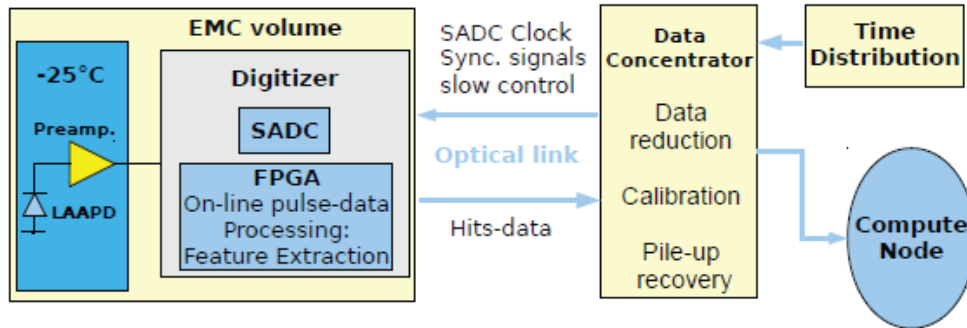 EMC volume
-25°C
Preamp.
LAAPD
Digitizer
SADC
FPGA
On-line pulse-data
Processing:
Feature Extraction
SADC Clock
Sync. signals
slow control
Optical link
Hits-data
Data
Concentrator
Data
reduction
Calibration
Pile-up
recovery
Time
Distribution
Compute
Node